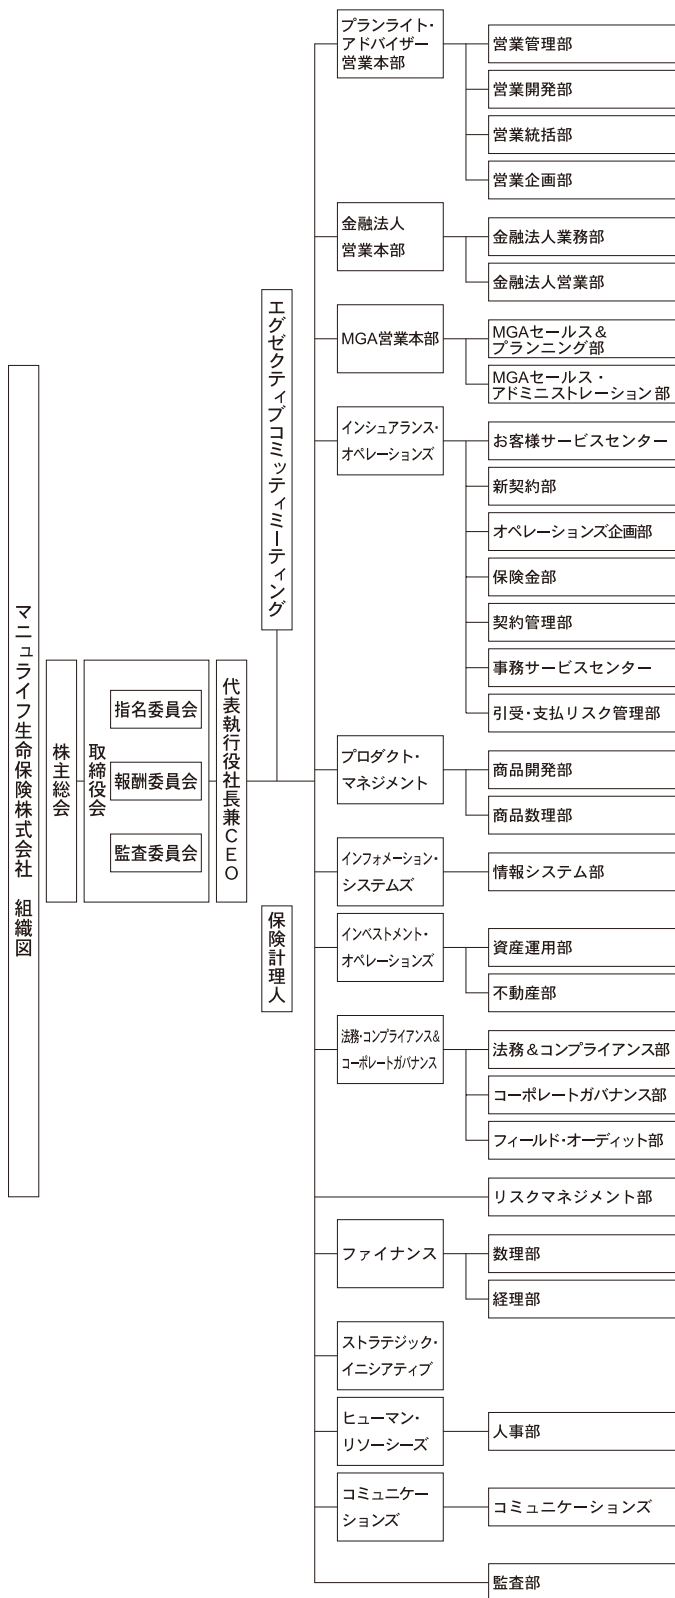 マニュライフ生命保険株式会社　組織図
株主総会
取締役会
指名委員会
報酬委員会
監査委員会
代表執行役社長兼CEO
エグゼクティブコミッティミーティング
保険計理人
プランライト・
アドバイザー
営業本部
営業管理部
営業開発部
営業統括部
営業企画部
金融法人
営業本部
金融法人業務部
金融法人営業部
MGA営業本部
MGAセールス＆
プランニング部
MGAセールス・
アドミニストレーション部
インシュアランス・
オペレーションズ
お客様サービスセンター
新契約部
オペレーションズ企画部
保険金部
契約管理部
事務サービスセンター
引受・支払リスク管理部
プロダクト・
マネジメント
商品開発部
商品数理部
インフォメーション・
システムズ
情報システム部
インベストメント・
オペレーションズ
資産運用部
不動産部
法務・コンプライアンス&
コーポレートガバナンス
法務＆コンプライアンス部
コーポレートガバナンス部
フィールド・オーディット部
リスクマネジメント部
ファイナンス
数理部
経理部
ストラテジック・
イニシアティブ
ヒューマン・
リソーシーズ
人事部
コミュニケー
ションズ
コミュニケーションズ
監査部